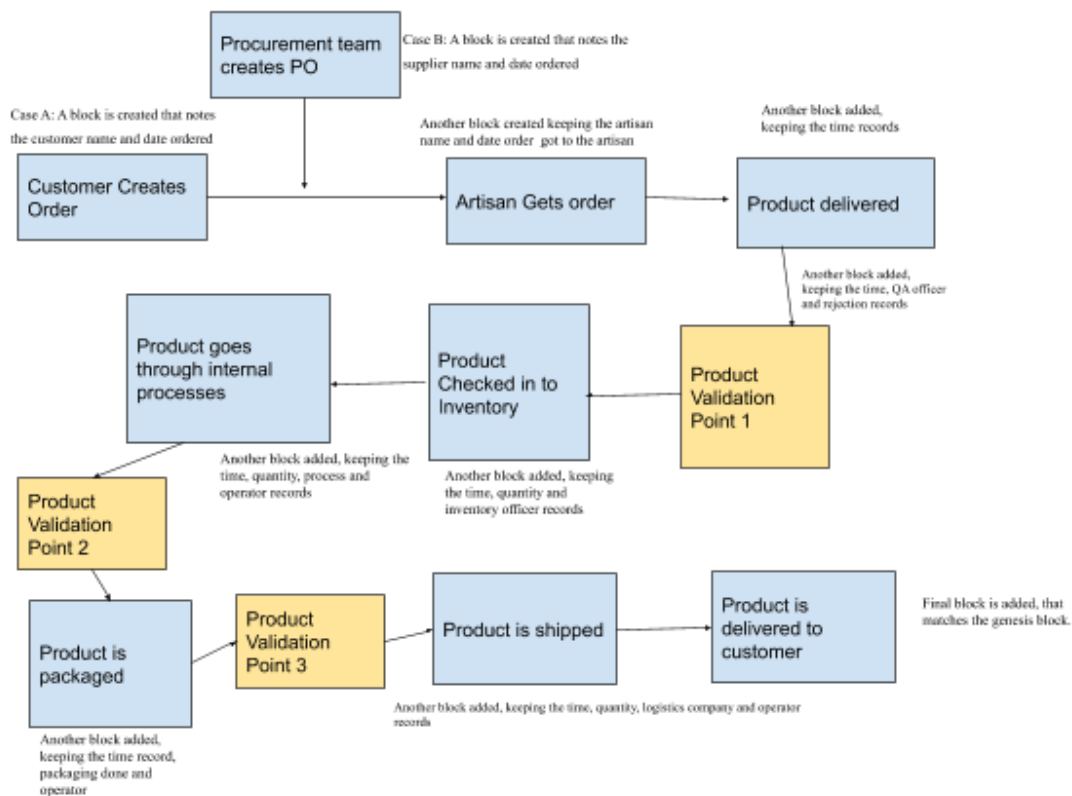 Procurement team
creates PO
Case B: A block is created that notes the
supplier name and date ordered
Case A: A block is created that notes
the customer name and date ordered
Another block created keeping the artisan
name and date order got to the artisan
Another block added,
keeping the time records
Customer Creates
Order
Artisan Gets order
Product delivered
Another block added,
keeping the time, QA officer
and rejection records
Product goes
through internal
processes
Product
Checked in to
Inventory
Product
Validation
Point 1
Another block added, keeping the
time, quantity, process and
operator records
Another block added, keeping
the time, quantity and
inventory officer records
Product
Validation
Point 2
Product is
packaged
Product
Validation
Point 3
Product is shipped
Product is
delivered to
customer
Final block is added, that
matches the genesis block.
Another block added, keeping the time, quantity, logistics company and operator
records
Another block added,
keeping the time record,
packaging done and
operator